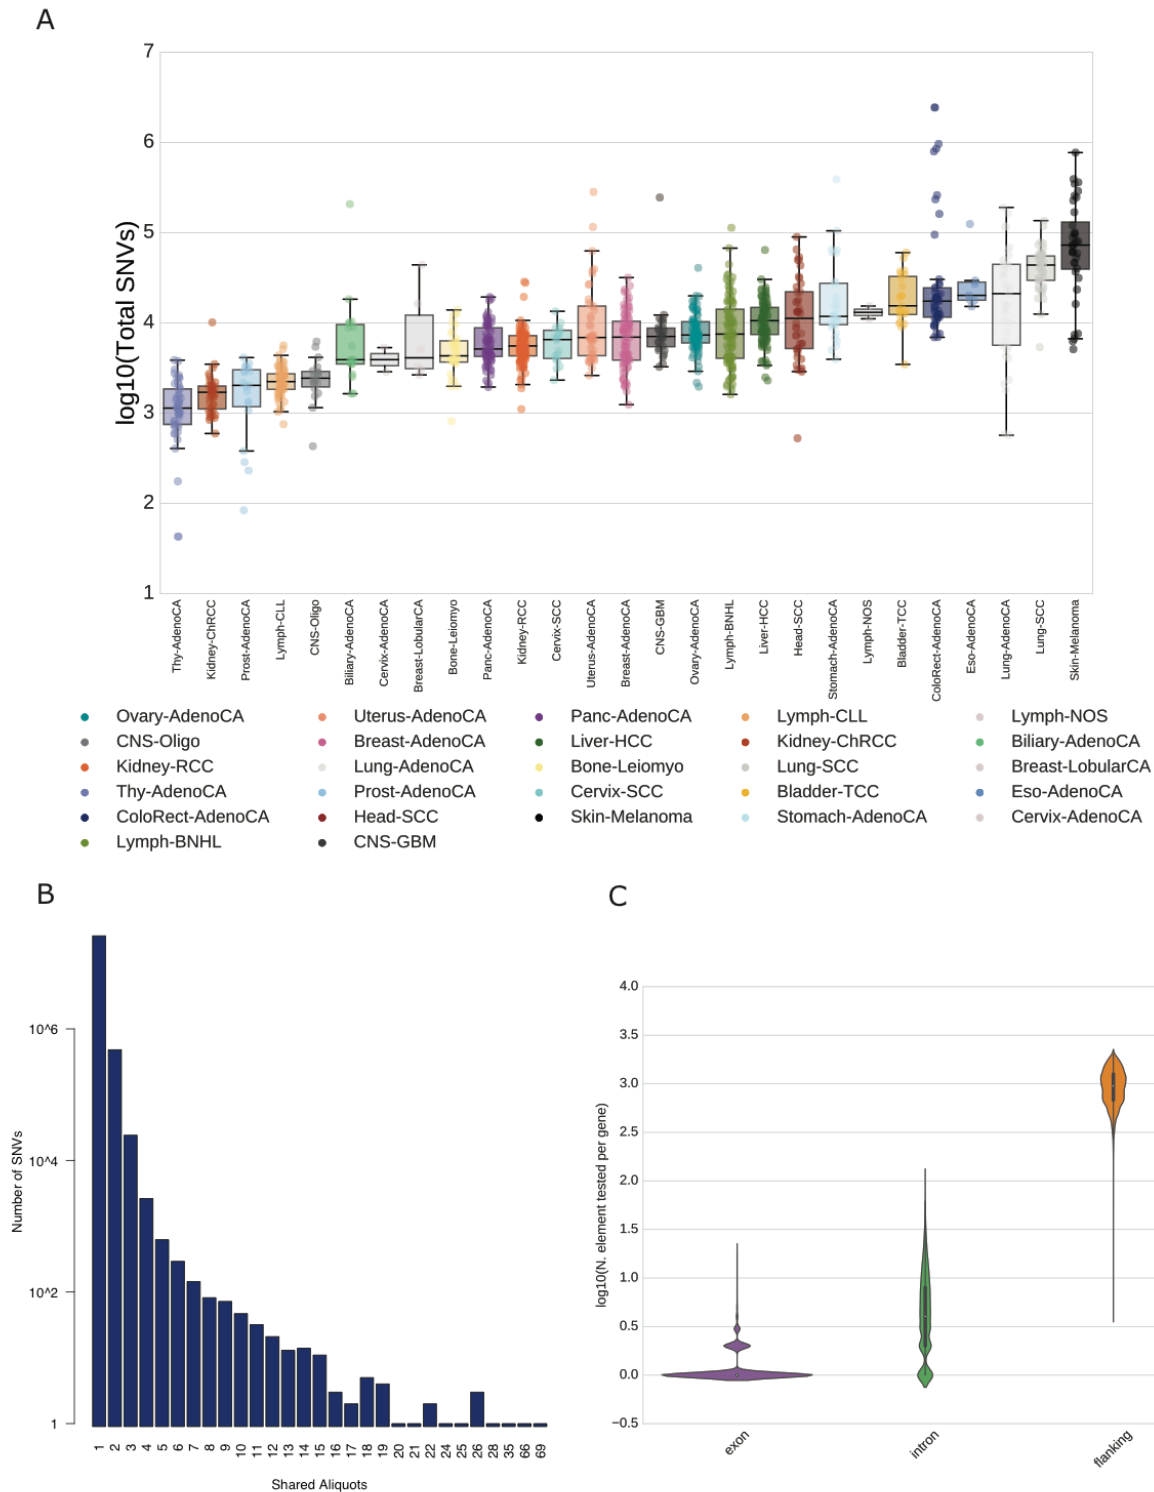 A
log10(Total SNVs)
7
6
5
4
3
2
1
Thy-AdenoCA
Kidney-ChRCC
Prost-AdenoCA
Lymph-CLL
CNS-Oligo
Biliary-AdenoCA
Cervix-AdenoCA
Breast-LobularCA
Bone-Leiomyo
Panc-AdenoCA
Kidney-RCC
Cervix-SCC
Uterus-AdenoCA
Breast-AdenoCA
CNS-GBM
Ovary-AdenoCA
Lymph-BNHL
Liver-HCC
Head-SCC
Stomach-AdenoCA
Lymph-NOS
Bladder-TCC
ColoRect-AdenoCA
Eso-AdenoCA
Lung-AdenoCA
Lung-SCC
Skin-Melanoma
Ovary-AdenoCA Uterus-AdenoCA Panc-AdenoCA Lymph-CLL Lymph-NOS
CNS-Oligo Breast-AdenoCA Liver-HCC Kidney-ChRCC Biliary-AdenoCA
Kidney-RCC Lung-AdenoCA Bone-Leiomyo Lung-SCC Breast-LobularCA
Thy-AdenoCA Prost-AdenoCA Cervix-SCC Bladder-TCC Eso-AdenoCA
ColoRect-AdenoCA Head-SCC Skin-Melanoma Stomach-AdenoCA Cervix-AdenoCA
Lymph-BNHL CNS-GBM
B
Number of SNVs
10^6
10^4
10^2
1
1 2 3 4 5 6 7 8 9 10 11 12 13 14 15 16 17 18 19 20 21 22 24 25 26 28 35 66 69
Shared Aliquots
C
log10(N. element tested per gene)
4.0
3.5
3.0
2.5
2.0
1.5
1.0
0.5
0.0
−0.5
exon
intron
flanking